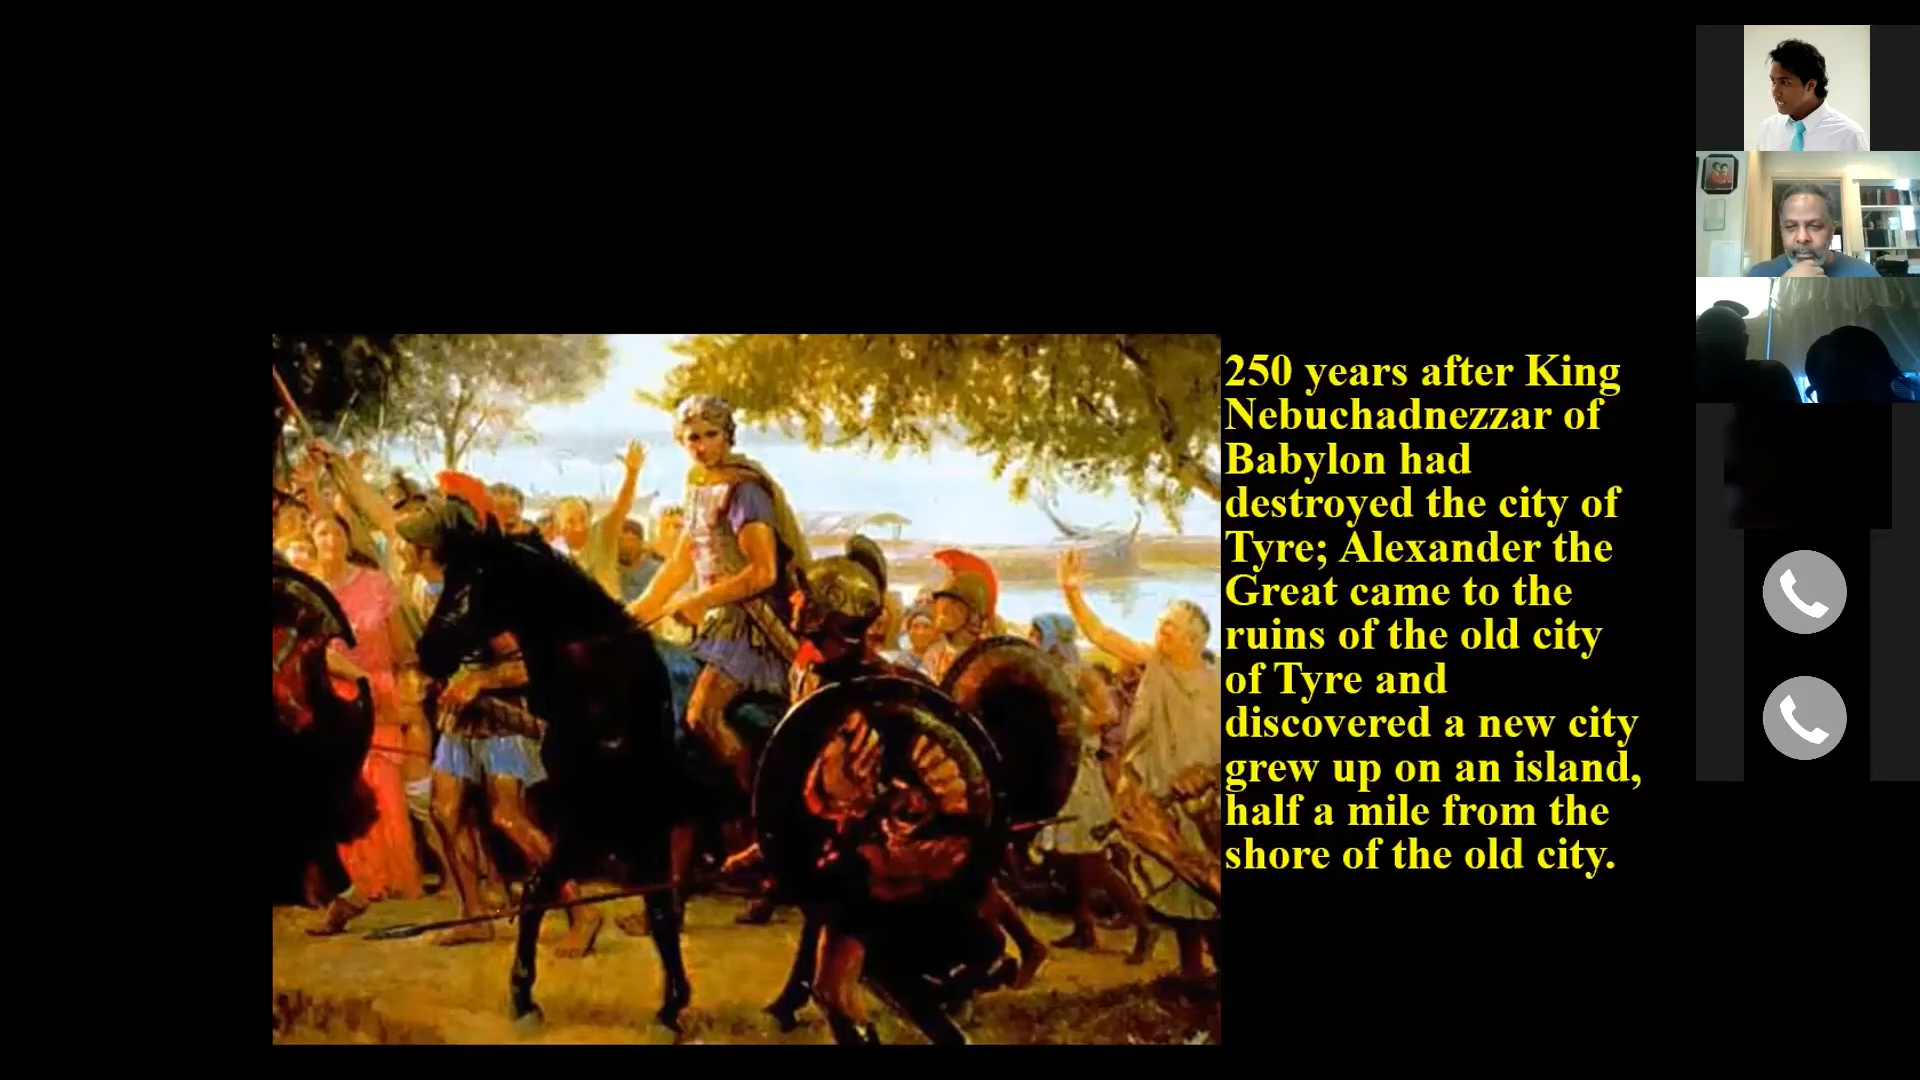 250 years after King
Nebuchadnezzar of
Babylon had
destroyed the city of
Tyre; Alexander the
Great came to the
ruins of the old city
of Tyre and
discovered a new city
grew up on an island,
half a mile from the
shore of the old city.